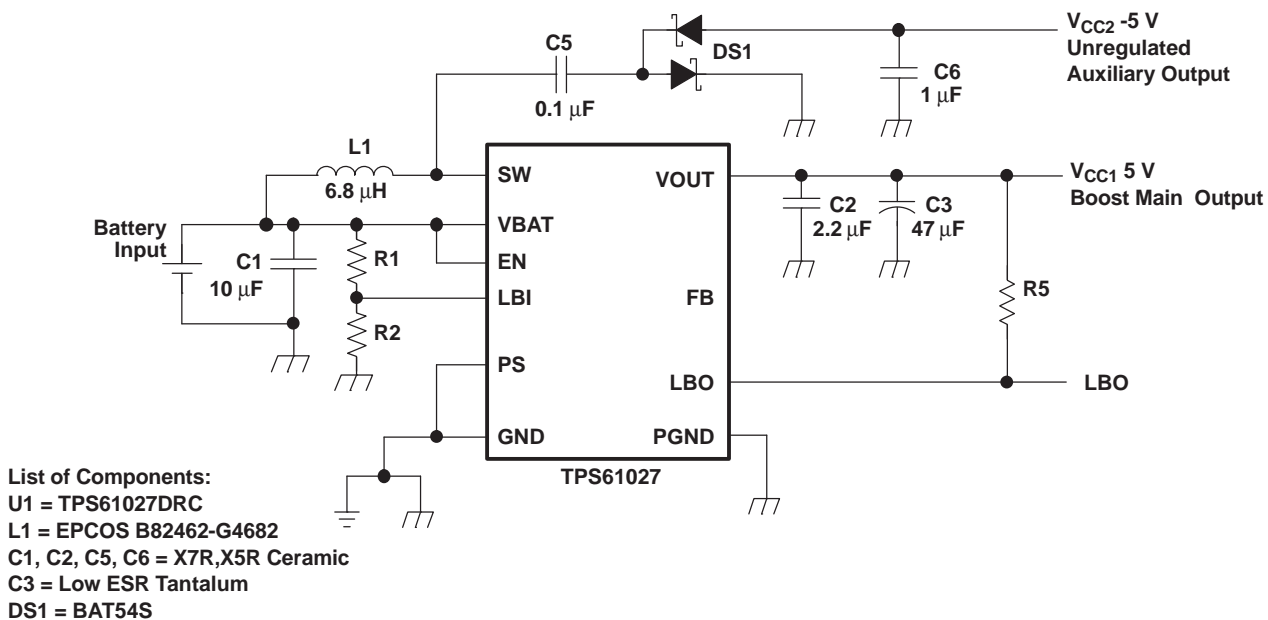 C5
0.1 μF
DS1
C6
1 μF
V_CC2 -5 V
Unregulated
Auxiliary Output
L1
6.8 μH
SW
VOUT
C2
2.2 μF
C3
47 μF
V_CC1 5 V
Boost Main Output
Battery
Input
C1
10 μF
R1
R2
VBAT
EN
LBI
FB
R5
PS
LBO
LBO
GND
PGND
TPS61027
List of Components:
U1 = TPS61027DRC
L1 = EPCOS B82462-G4682
C1, C2, C5, C6 = X7R,X5R Ceramic
C3 = Low ESR Tantalum
DS1 = BAT54S